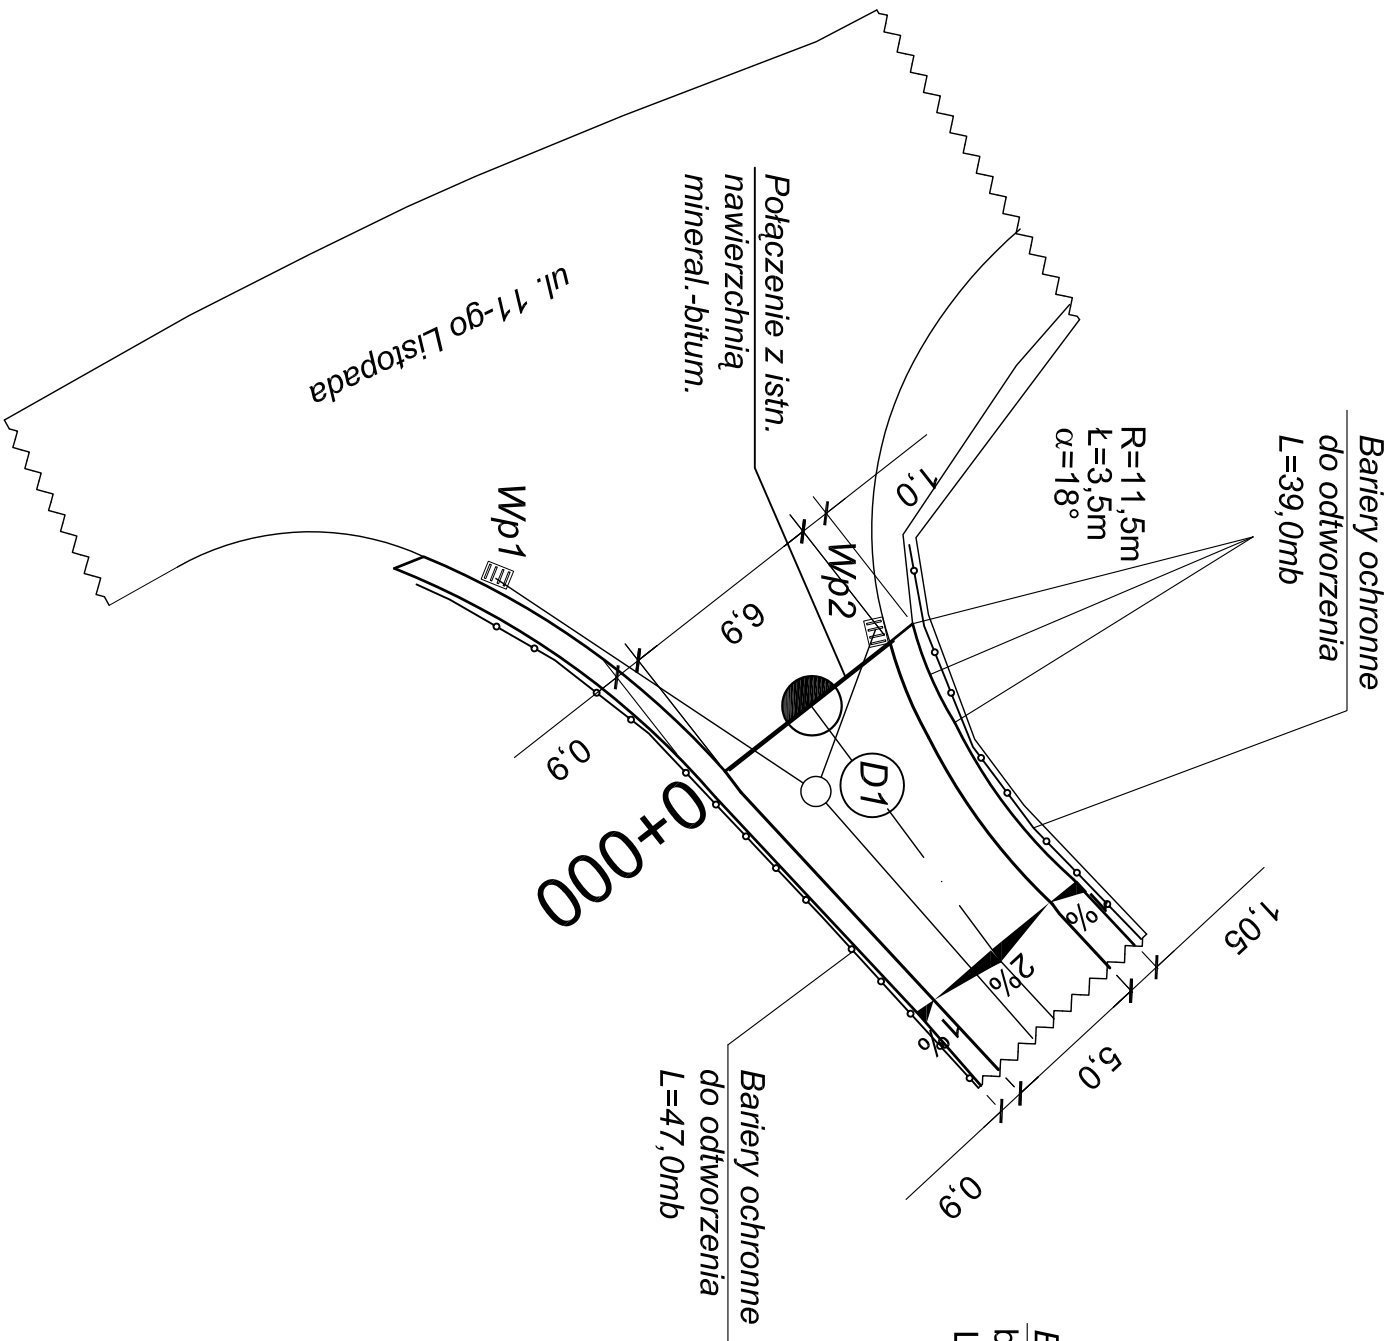 Bariery ochronne
do odtworzenia
L=39,0mb
R=11,5m
Ł=3,5m
α=18°
Połączenie z istn.
nawierzchnią
mineral.-bitum.
ul. 11-go Listopada
Wp1
Wp2
1,0
6,9
0,9
D1
0+000
%
2%
1%
1,05
5,0
0,9
Bariery ochronne
do odtworzenia
L=47,0mb